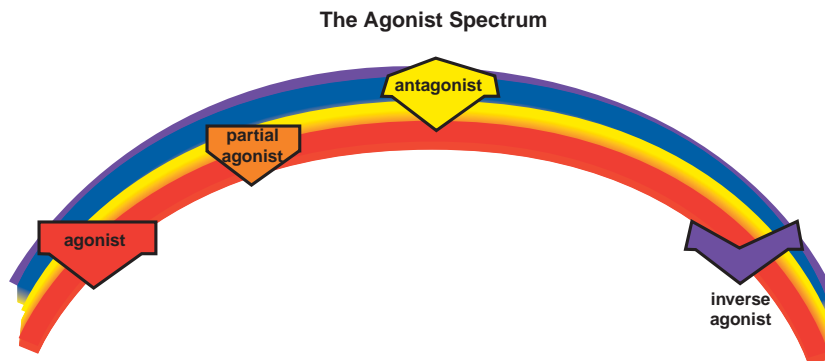 The Agonist Spectrum
antagonist
partial
agonist
agonist
inverse
agonist